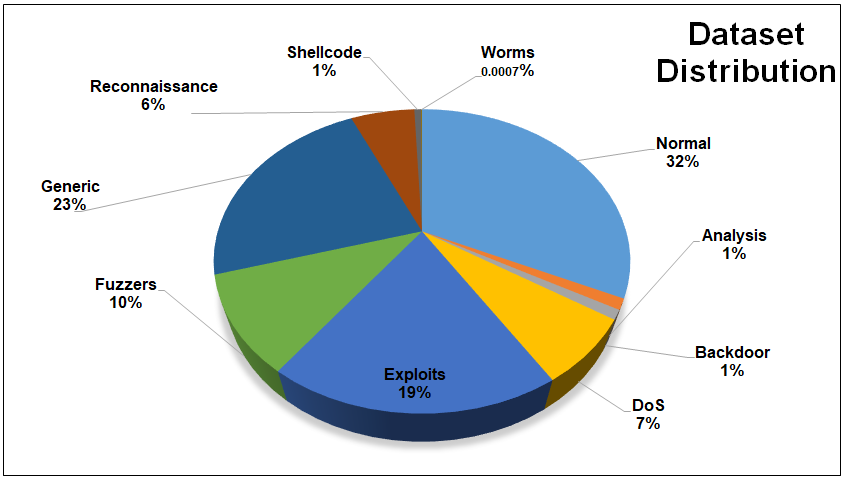 Dataset
Distribution
Shellcode
1%
Worms
0.0007%
Reconnaissance
6%
Normal
32%
Generic
23%
Analysis
1%
Fuzzers
10%
Backdoor
1%
Exploits
19%
DoS
7%